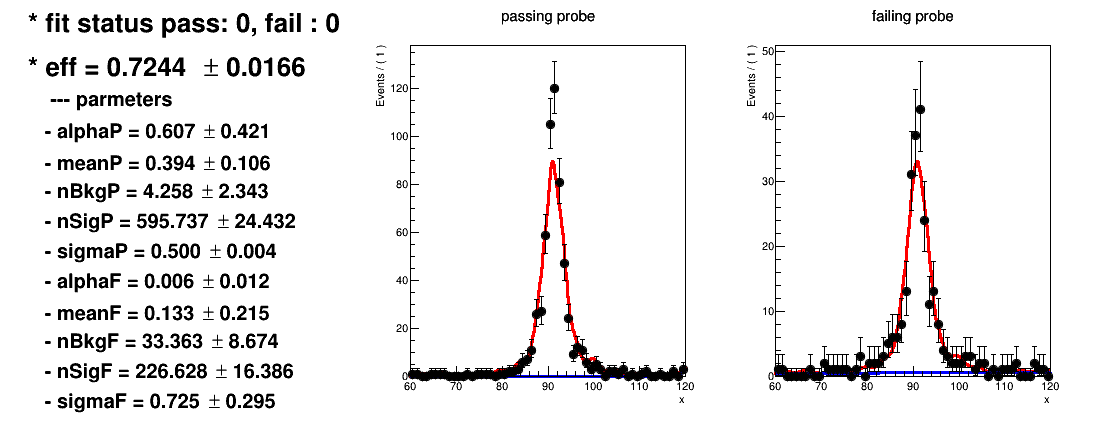 * fit status pass: 0, fail : 0
* eff = 0.7244 ± 0.0166
--- parmeters
- alphaP = 0.607 ± 0.421
- meanP = 0.394 ± 0.106
- nBkgP = 4.258 ± 2.343
- nSigP = 595.737 ± 24.432
- sigmaP = 0.500 ± 0.004
- alphaF = 0.006 ± 0.012
- meanF = 0.133 ± 0.215
- nBkgF = 33.363 ± 8.674
- nSigF = 226.628 ± 16.386
- sigmaF = 0.725 ± 0.295
passing probe
Events / ( 1 )
120
100
80
60
40
20
0
60 70 80 90 100 110 120
x
failing probe
Events / ( 1 )
50
40
30
20
10
0
60 70 80 90 100 110 120
x